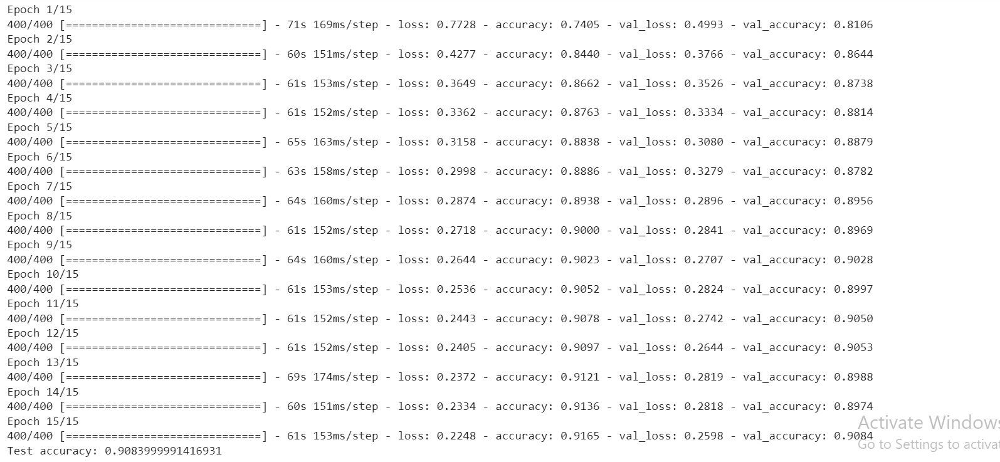 Epoch 1/15
400/400 [==============================] - 71s 169ms/step - loss: 0.7728 - accuracy: 0.7405 - val_loss: 0.4993 - val_accuracy: 0.8106
Epoch 2/15
400/400 [==============================] - 60s 151ms/step - loss: 0.4277 - accuracy: 0.8440 - val_loss: 0.3766 - val_accuracy: 0.8644
Epoch 3/15
400/400 [==============================] - 61s 153ms/step - loss: 0.3649 - accuracy: 0.8662 - val_loss: 0.3526 - val_accuracy: 0.8738
Epoch 4/15
400/400 [==============================] - 61s 152ms/step - loss: 0.3362 - accuracy: 0.8763 - val_loss: 0.3334 - val_accuracy: 0.8814
Epoch 5/15
400/400 [==============================] - 65s 163ms/step - loss: 0.3158 - accuracy: 0.8838 - val_loss: 0.3080 - val_accuracy: 0.8879
Epoch 6/15
400/400 [==============================] - 63s 158ms/step - loss: 0.2998 - accuracy: 0.8886 - val_loss: 0.3279 - val_accuracy: 0.8782
Epoch 7/15
400/400 [==============================] - 64s 160ms/step - loss: 0.2874 - accuracy: 0.8938 - val_loss: 0.2896 - val_accuracy: 0.8956
Epoch 8/15
400/400 [==============================] - 61s 152ms/step - loss: 0.2718 - accuracy: 0.9000 - val_loss: 0.2841 - val_accuracy: 0.8969
Epoch 9/15
400/400 [==============================] - 64s 160ms/step - loss: 0.2644 - accuracy: 0.9023 - val_loss: 0.2707 - val_accuracy: 0.9028
Epoch 10/15
400/400 [==============================] - 61s 153ms/step - loss: 0.2536 - accuracy: 0.9052 - val_loss: 0.2824 - val_accuracy: 0.8997
Epoch 11/15
400/400 [==============================] - 61s 152ms/step - loss: 0.2443 - accuracy: 0.9078 - val_loss: 0.2742 - val_accuracy: 0.9050
Epoch 12/15
400/400 [==============================] - 61s 152ms/step - loss: 0.2405 - accuracy: 0.9097 - val_loss: 0.2644 - val_accuracy: 0.9053
Epoch 13/15
400/400 [==============================] - 69s 174ms/step - loss: 0.2372 - accuracy: 0.9121 - val_loss: 0.2819 - val_accuracy: 0.8988
Epoch 14/15
400/400 [==============================] - 60s 151ms/step - loss: 0.2334 - accuracy: 0.9136 - val_loss: 0.2818 - val_accuracy: 0.8974
Epoch 15/15
400/400 [==============================] - 61s 153ms/step - loss: 0.2248 - accuracy: 0.9165 - val_loss: 0.2598 - val_accuracy: 0.9084
Test accuracy: 0.9083999991416931
Activate Windows
Go to Settings to activat